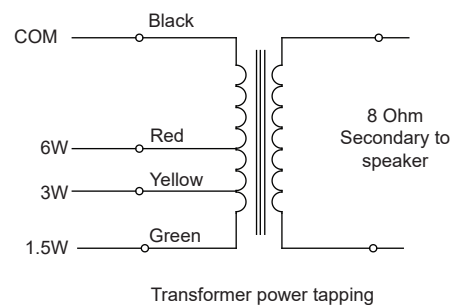 COM
Black
6W
Red
3W
Yellow
1.5W
Green
8 Ohm
Secondary to
speaker
Transformer power tapping